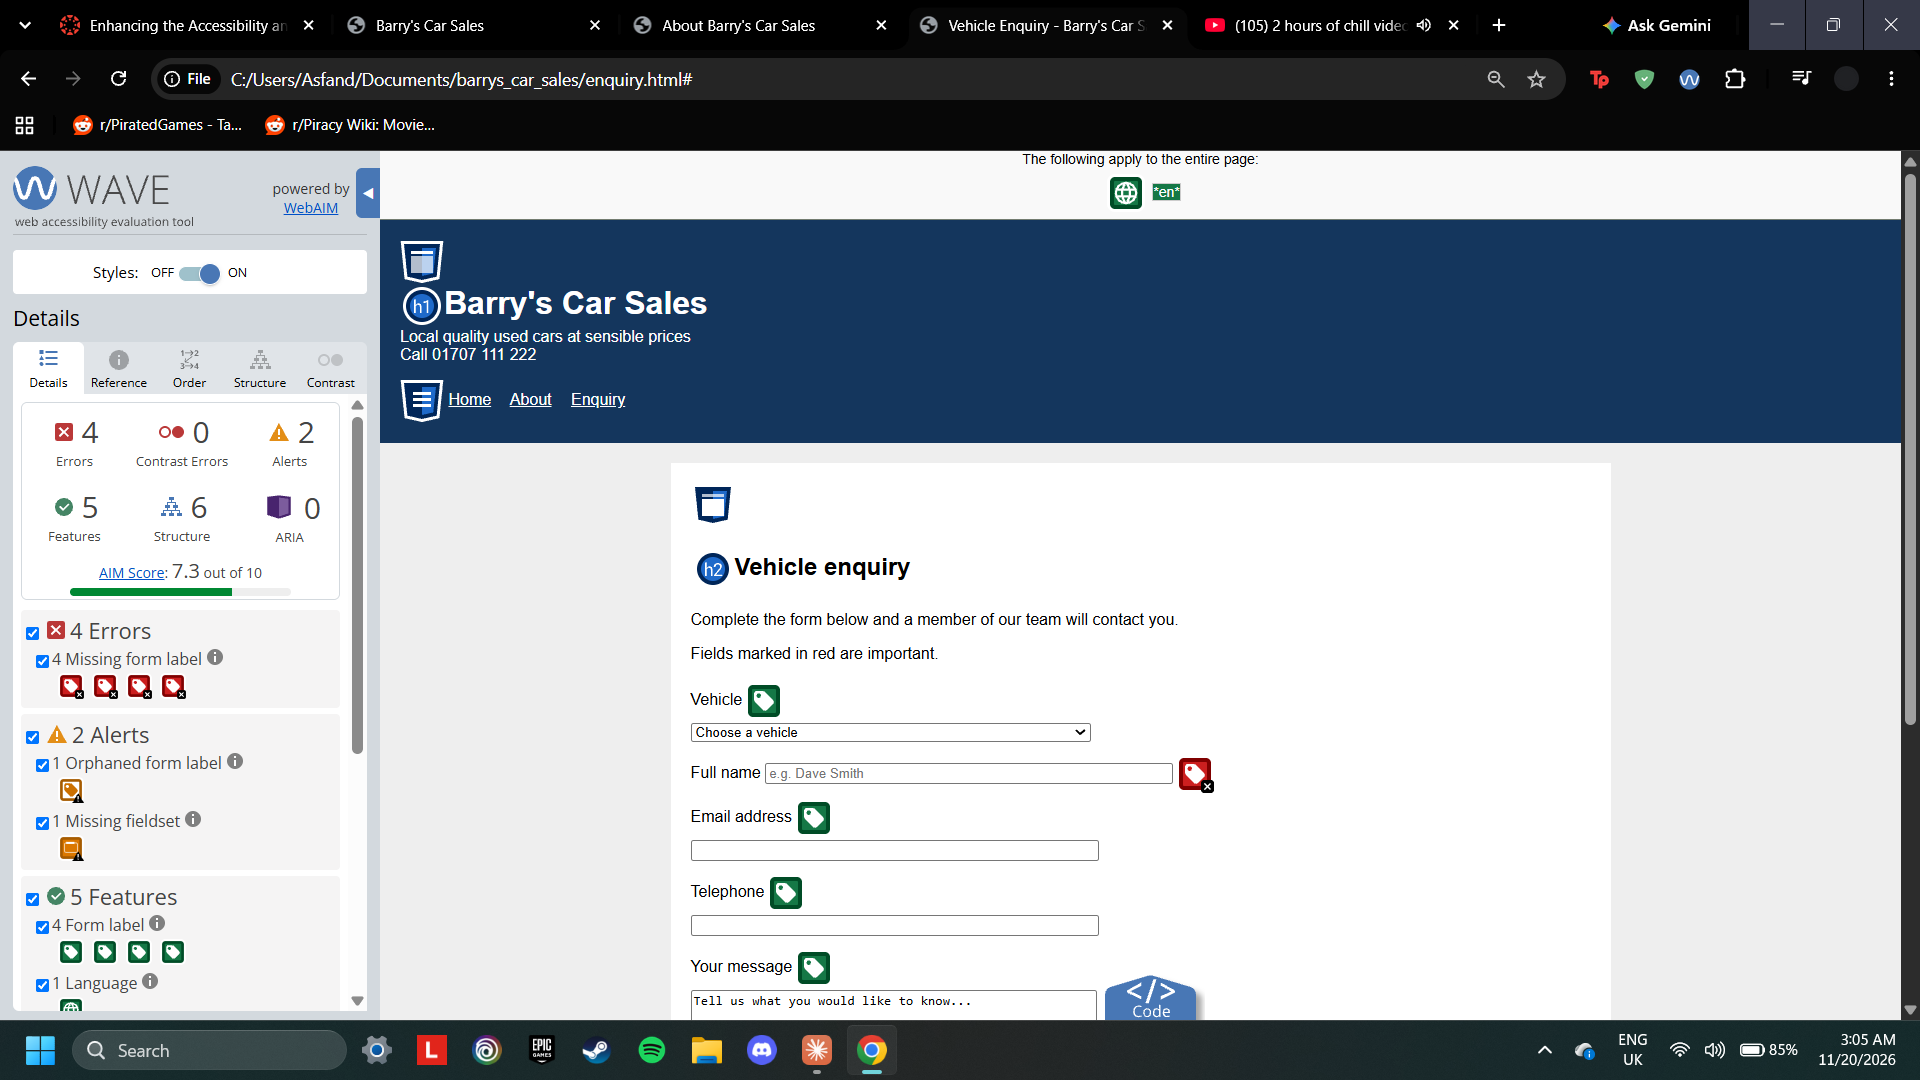 Enhancing the Accessibility an
Barry's Car Sales
About Barry's Car Sales
Vehicle Enquiry - Barry's Car S
(105) 2 hours of chill videc
Ask Gemini
File
C:/Users/Asfand/Documents/barrys_car_sales/enquiry.html#
Tp
r/PiratedGames - Ta...
r/Piracy Wiki: Movie...
WAVE
web accessibility evaluation tool
powered by
WebAIM
Styles: OFF ON
Details
Details
Reference
Order
Structure
Contrast
4
Errors
0
Contrast Errors
2
Alerts
5
Features
6
Structure
0
ARIA
AIM Score: 7.3 out of 10
4 Errors
4 Missing form label
2 Alerts
1 Orphaned form label
1 Missing fieldset
5 Features
4 Form label
1 Language
The following apply to the entire page:
*en*
h1 Barry's Car Sales
Local quality used cars at sensible prices
Call 01707 111 222
Home About Enquiry
h2 Vehicle enquiry
Complete the form below and a member of our team will contact you.
Fields marked in red are important.
Vehicle
Choose a vehicle
Full name e.g. Dave Smith
Email address
Telephone
Your message
Tell us what you would like to know...
</>
Code
Search
L
EPIC
GAMES
ENG
UK
85%
3:05 AM
11/20/2026